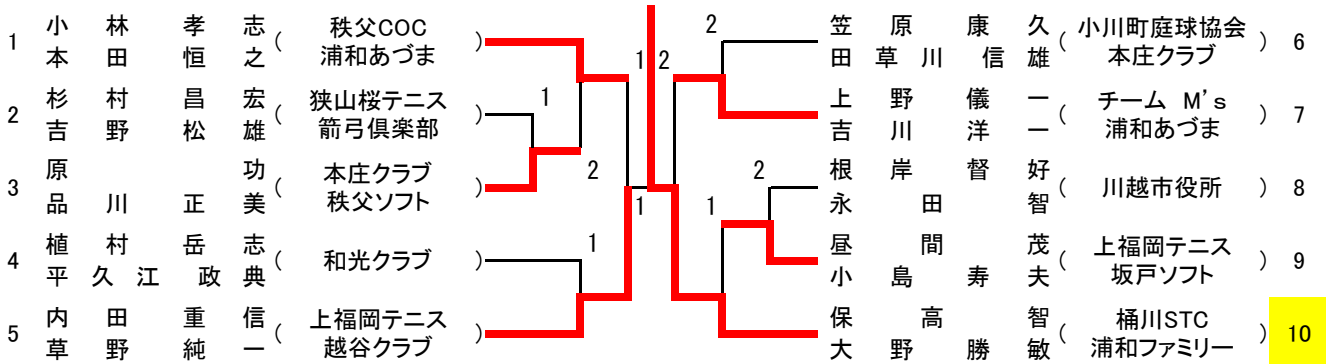 1 小林孝志 ( 秩父COC )
本田恒之 浦和あづま
2 杉村昌宏 ( 狭山桜テニス )
吉野松雄 箭弓倶楽部
3 原功 ( 本庄クラブ )
品川正美 秩父ソフト
4 植村岳志 ( 和光クラブ )
平久江政典
5 内田重信 ( 上福岡テニス )
草野純一 越谷クラブ
1
2
1
1 2
1
2
2
1
笠原康久 ( 小川町庭球協会 ) 6
田草川信雄 本庄クラブ
上野儀一 ( チーム M's ) 7
吉川洋一 浦和あづま
根岸督好 ( 川越市役所 ) 8
永田智
昼間茂 ( 上福岡テニス ) 9
小島寿夫 坂戸ソフト
保高智 ( 桶川STC ) 10
大野勝敏 浦和ファミリー